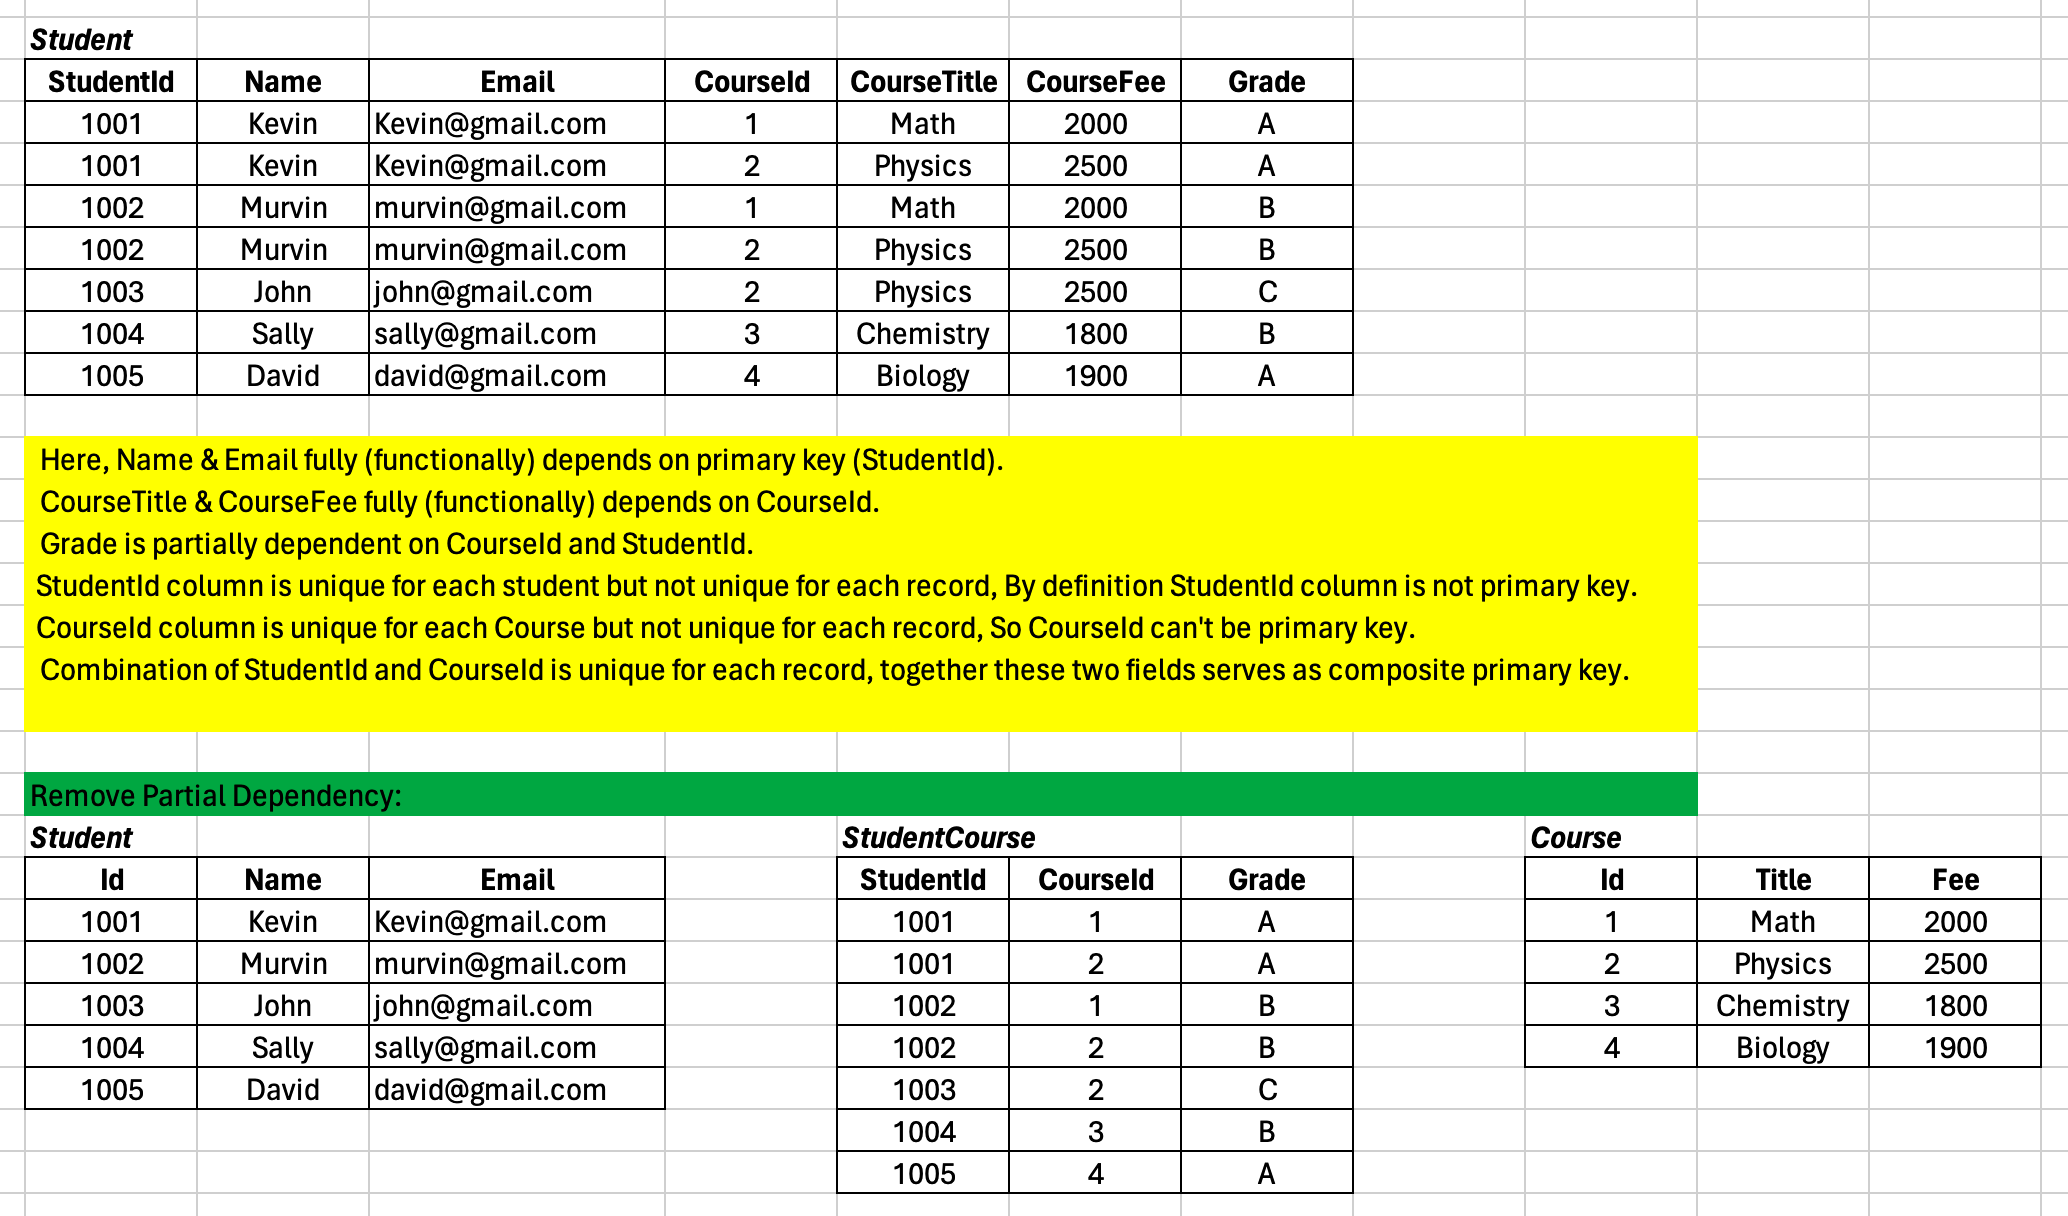 Student
StudentId Name Email CourseId CourseTitle CourseFee Grade
1001 Kevin Kevin@gmail.com 1 Math 2000 A
1001 Kevin Kevin@gmail.com 2 Physics 2500 A
1002 Murvin murvin@gmail.com 1 Math 2000 B
1002 Murvin murvin@gmail.com 2 Physics 2500 B
1003 John john@gmail.com 2 Physics 2500 C
1004 Sally sally@gmail.com 3 Chemistry 1800 B
1005 David david@gmail.com 4 Biology 1900 A
Here, Name & Email fully (functionally) depends on primary key (StudentId).
CourseTitle & CourseFee fully (functionally) depends on CourseId.
Grade is partially dependent on CourseId and StudentId.
StudentId column is unique for each student but not unique for each record, By definition StudentId column is not primary key.
CourseId column is unique for each Course but not unique for each record, So CourseId can't be primary key.
Combination of StudentId and CourseId is unique for each record, together these two fields serves as composite primary key.
Remove Partial Dependency:
Student StudentCourse Course
Id Name Email StudentId CourseId Grade Id Title Fee
1001 Kevin Kevin@gmail.com 1001 1 A 1 Math 2000
1002 Murvin murvin@gmail.com 1001 2 A 2 Physics 2500
1003 John john@gmail.com 1002 1 B 3 Chemistry 1800
1004 Sally sally@gmail.com 1002 2 B 4 Biology 1900
1005 David david@gmail.com 1003 2 C
1004 3 B
1005 4 A